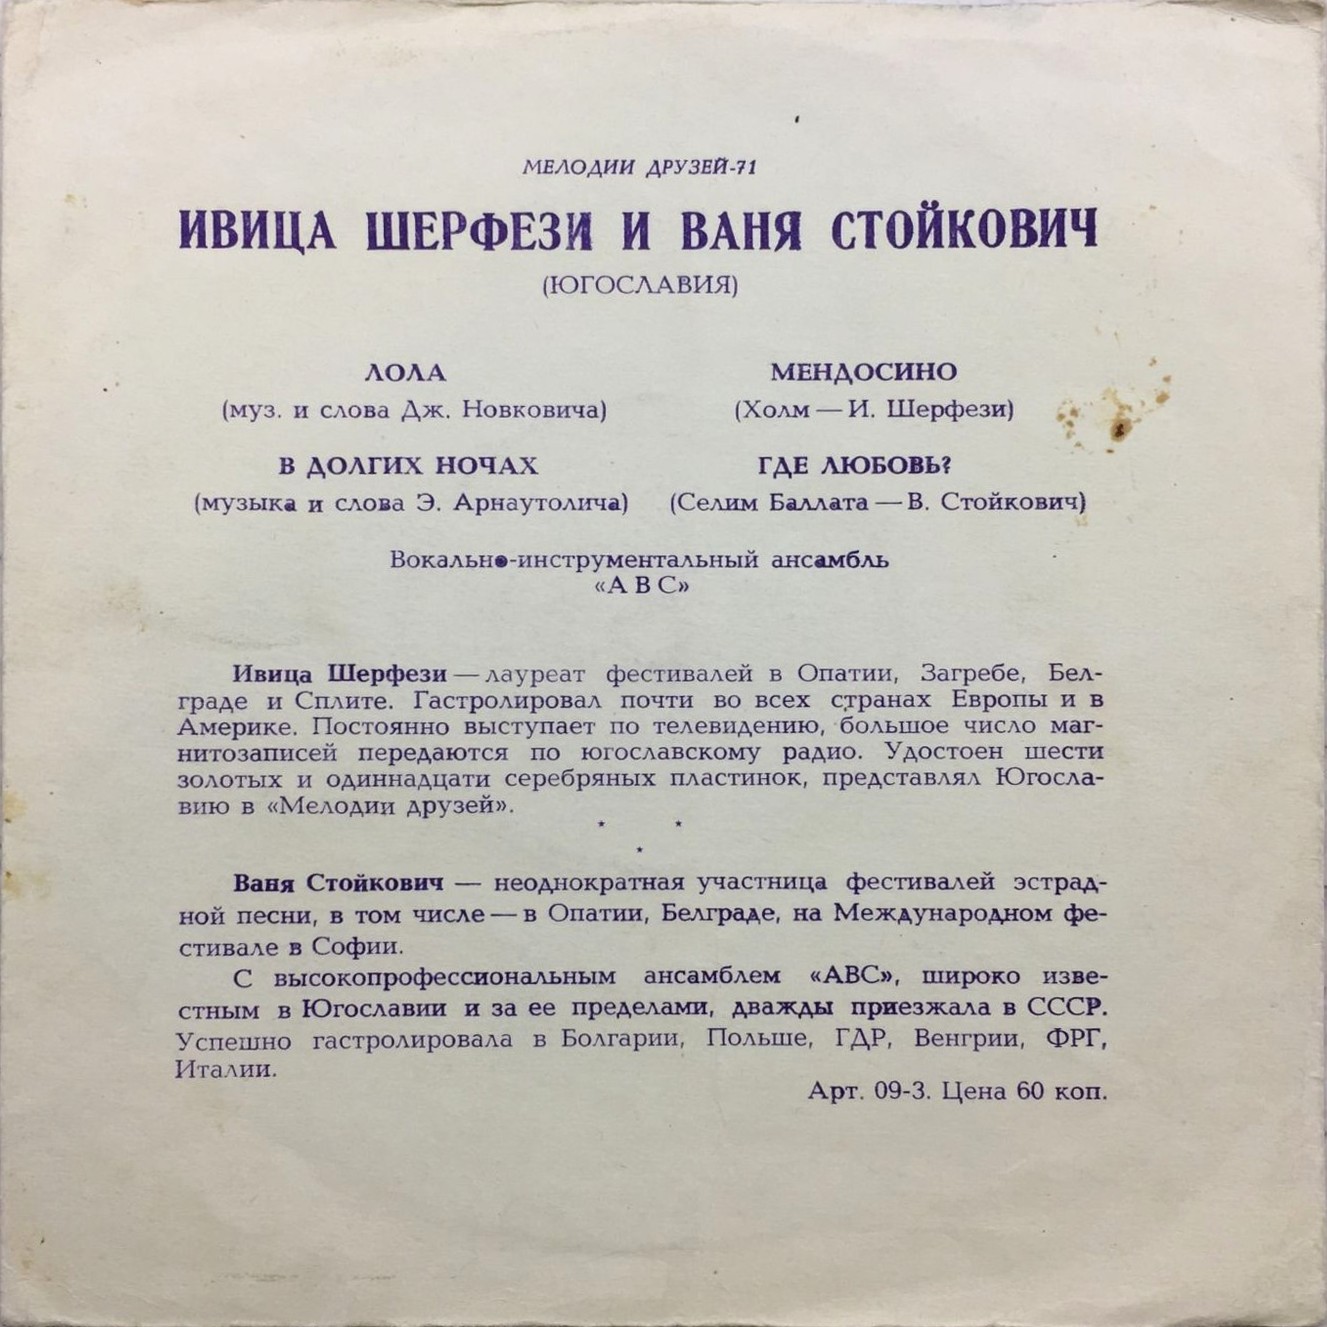 МЕЛОДИИ ДРУЗЕЙ-71
ИВИЦА ШЕРФЕЗИ И ВАНЯ СТОЙКОВИЧ
(ЮГОСЛАВИЯ)
ЛОЛА
(муз. и слова Дж. Новковича)
В ДОЛГИХ НОЧАХ
(музыка и слова Э. Арнаутолича)
МЕНДОСИНО
(Холм — И. Шерфези)
ГДЕ ЛЮБОВЬ?
(Селим Баллата — В. Стойкович)
Вокально-инструментальный ансамбль
«АВС»
Ивица Шерфези — лауреат фестивалей в Опатии, Загребе, Бел-
граде и Сплите. Гастролировал почти во всех странах Европы и в
Америке. Постоянно выступает по телевидению, большое число маг-
нитозаписей передаются по югославскому радио. Удостоен шести
золотых и одиннадцати серебряных пластинок, представлял Югосла-
вию в «Мелодии друзей».
* *
*
Ваня Стойкович — неоднократная участница фестивалей эстрад-
ной песни, в том числе — в Опатии, Белграде, на Международном фе-
стивале в Софии.
С высокопрофессиональным ансамблем «АВС», широко изве-
стным в Югославии и за ее пределами, дважды приезжала в СССР.
Успешно гастролировала в Болгарии, Польше, ГДР, Венгрии, ФРГ,
Италии.
Арт. 09-3. Цена 60 коп.